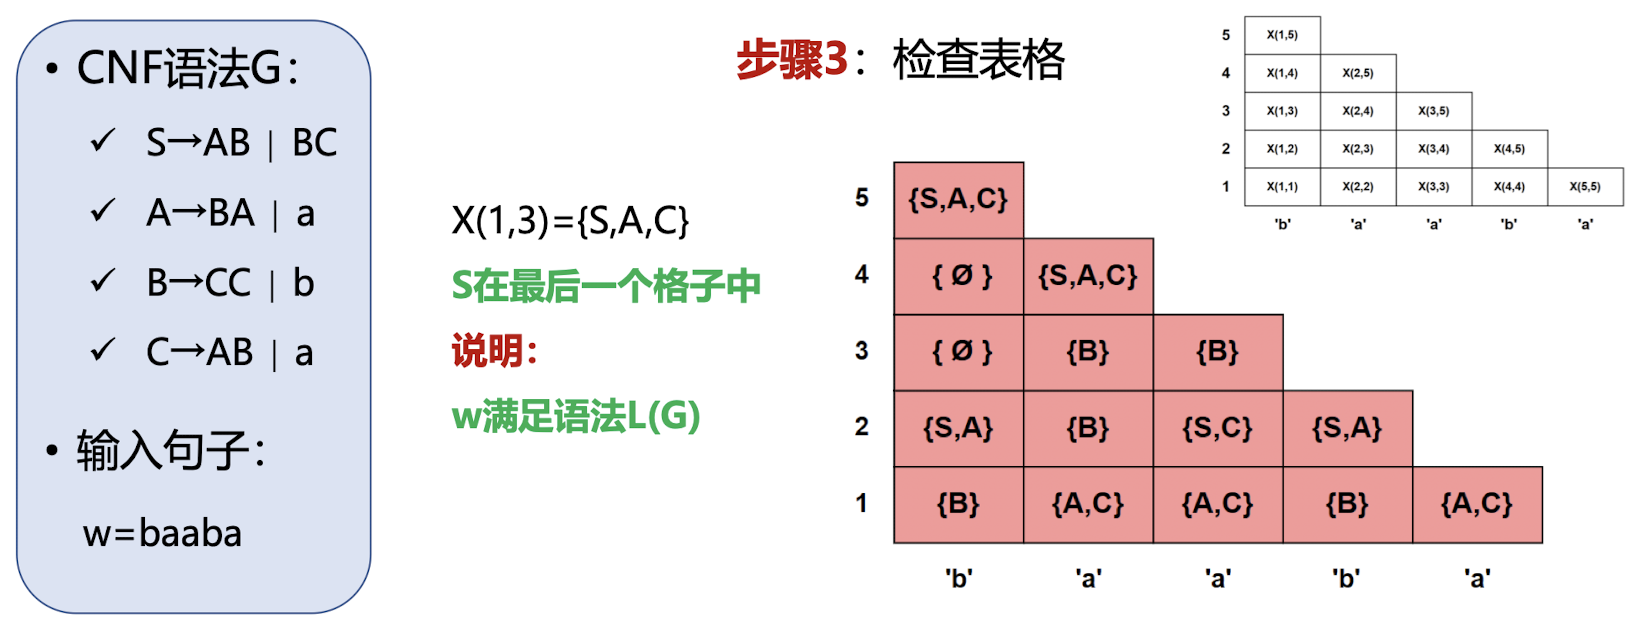 • CNF语法G：
✓ S→AB | BC
✓ A→BA | a
✓ B→CC | b
✓ C→AB | a
• 输入句子：
w=baaba
X(1,3)={S,A,C}
S在最后一个格子中
说明：
w满足语法L(G)
步骤3：检查表格
5 {S,A,C}
4 { Ø } {S,A,C}
3 { Ø } {B} {B}
2 {S,A} {B} {S,C} {S,A}
1 {B} {A,C} {A,C} {B} {A,C}
'b' 'a' 'a' 'b' 'a'
5 X(1,5)
4 X(1,4) X(2,5)
3 X(1,3) X(2,4) X(3,5)
2 X(1,2) X(2,3) X(3,4) X(4,5)
1 X(1,1) X(2,2) X(3,3) X(4,4) X(5,5)
'b' 'a' 'a' 'b' 'a'